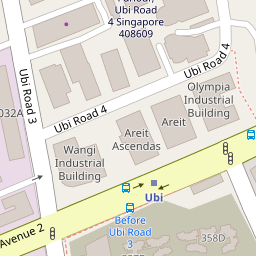 Ubi Road
4 Singapore
408609
Ubi Road 4
Olympia
Industrial
Building
Ubi Road 3
Ubi Road 4
Areit
Areit
Ascendas
Wangi
Industrial
Building
Ubi
Before
Ubi Road
3
Avenue 2
358D